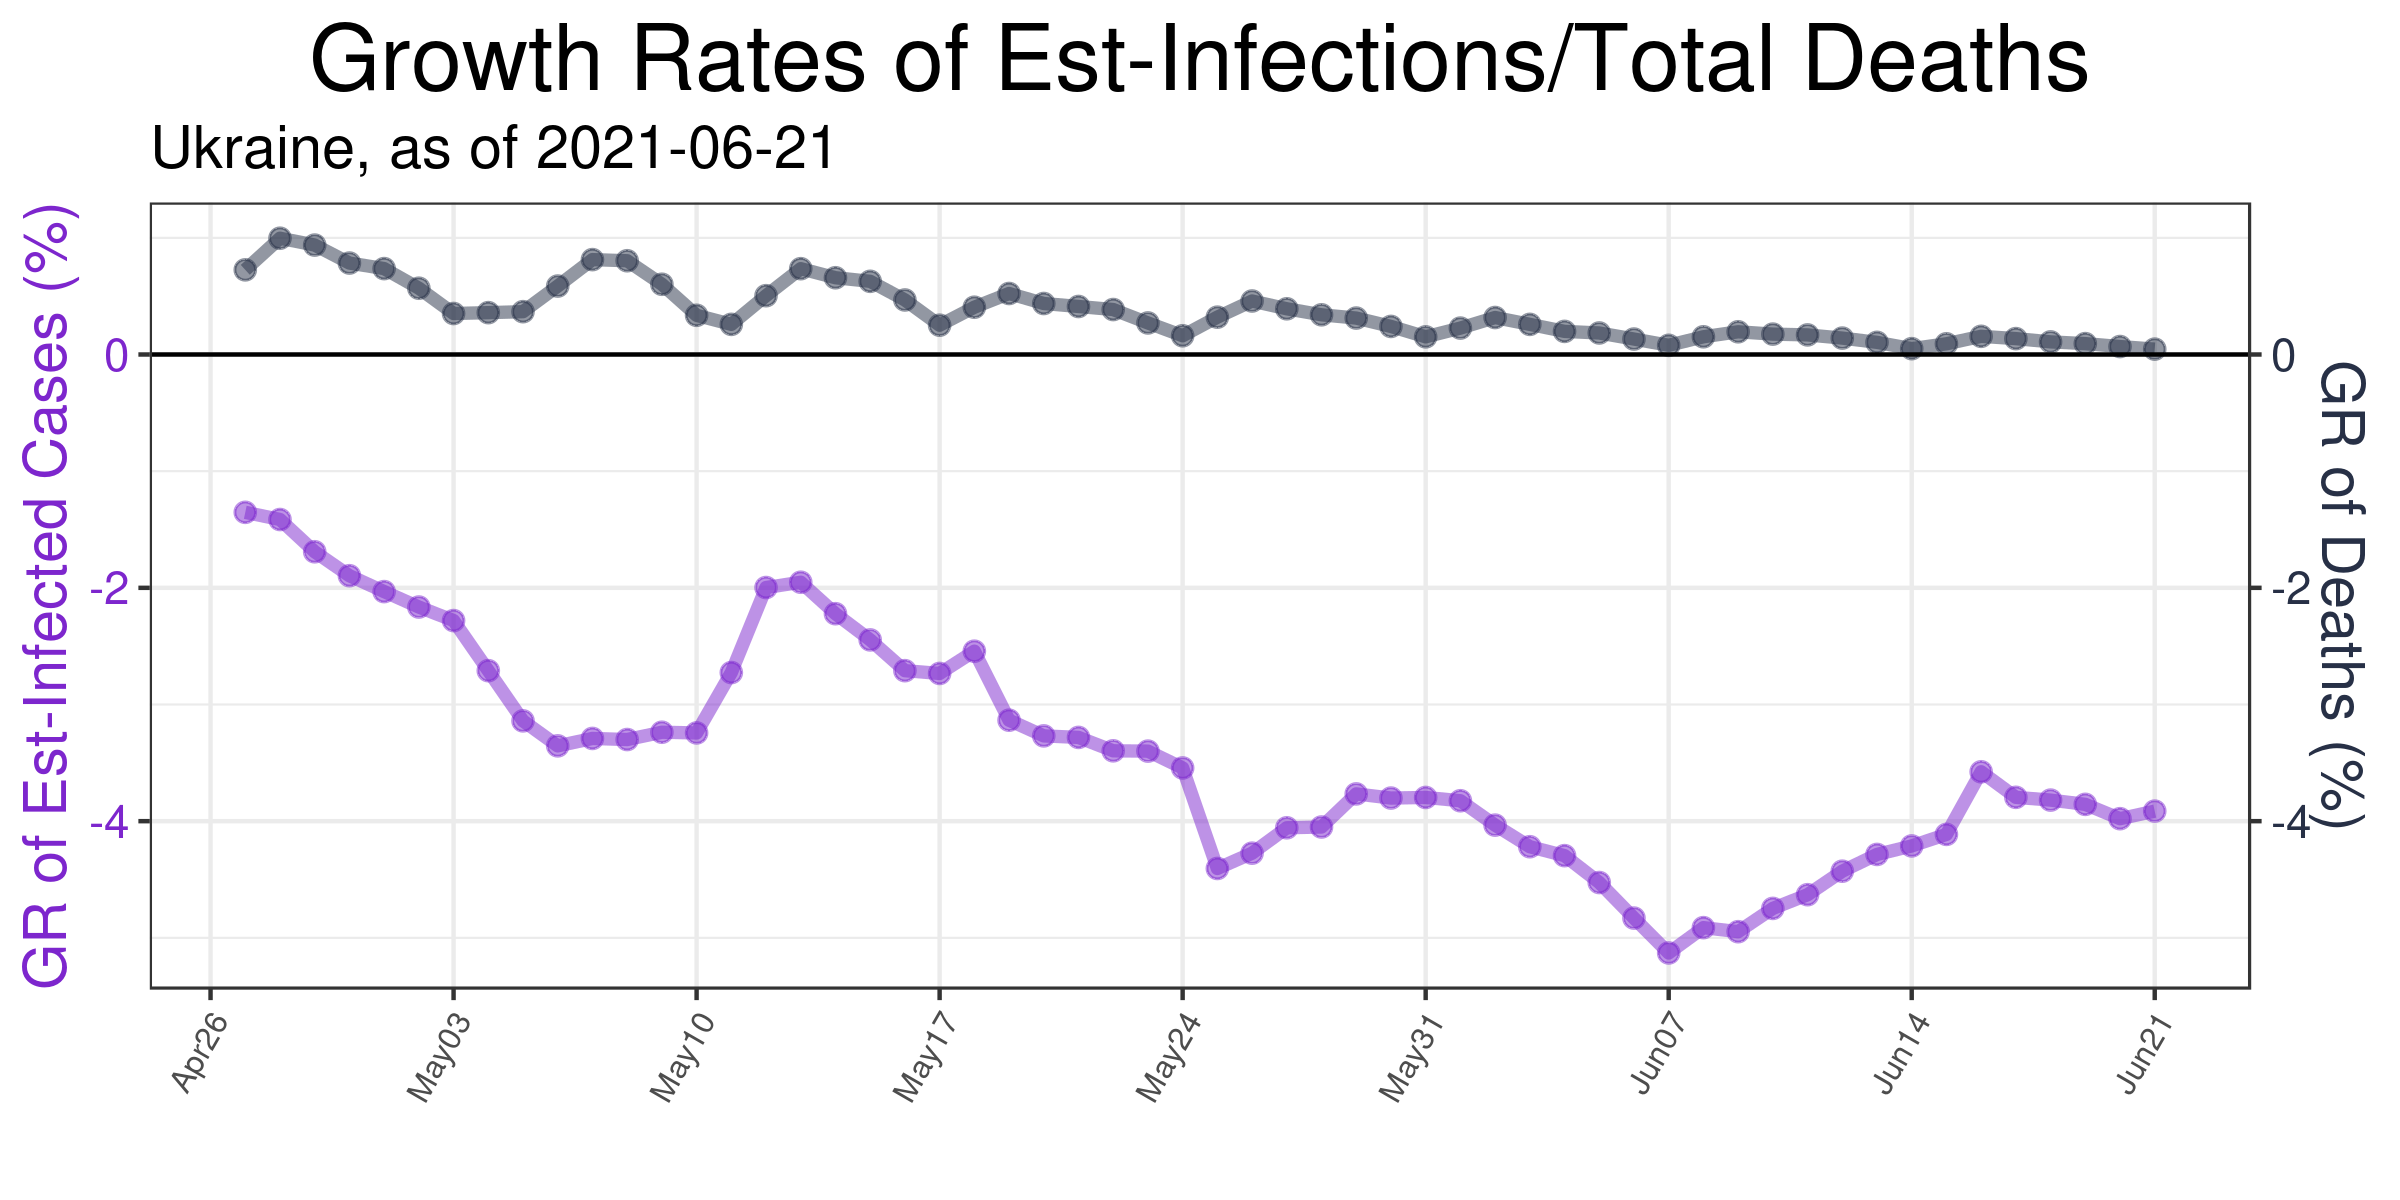 Growth Rates of Est-Infections/Total Deaths
Ukraine, as of 2021-06-21
GR of Est-Infected Cases (%)
0
-2
-4
0
-2
-4
GR of Deaths (%)
Apr26
May03
May10
May17
May24
May31
Jun07
Jun14
Jun21